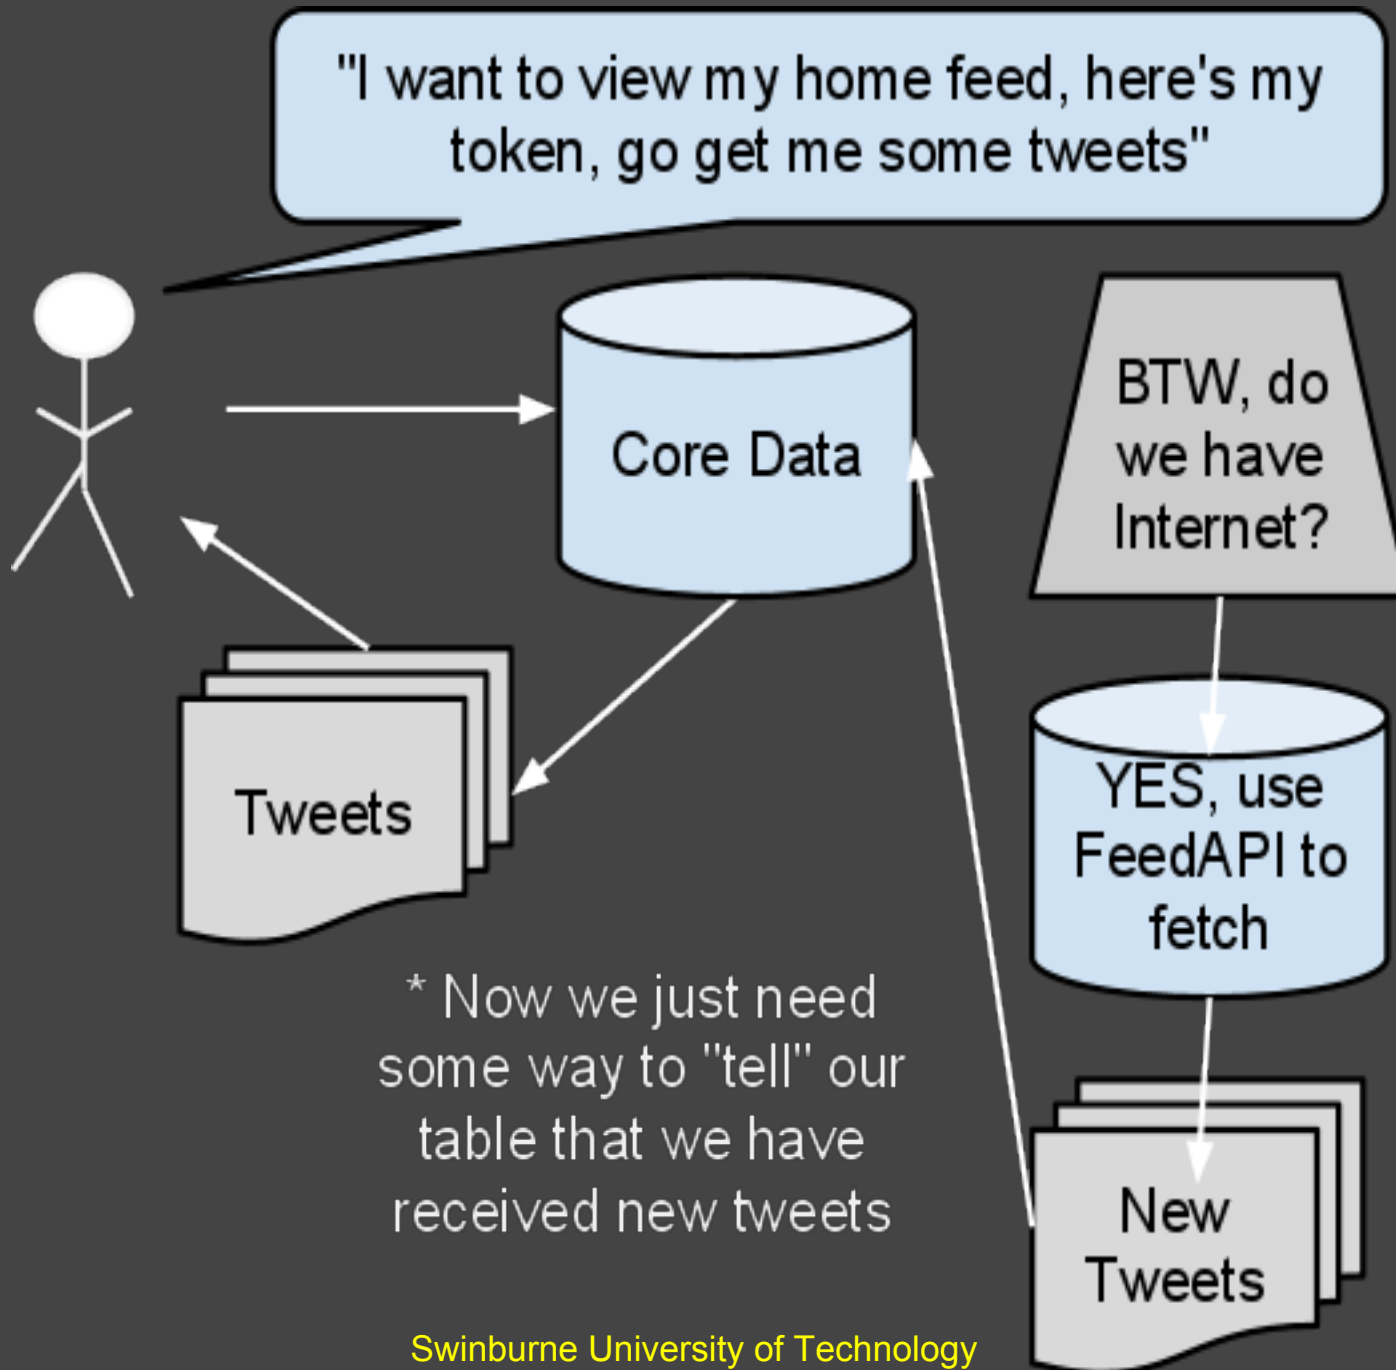 "I want to view my home feed, here's my
token, go get me some tweets"
Core Data
BTW, do
we have
Internet?
Tweets
YES, use
FeedAPI to
fetch
* Now we just need
some way to "tell" our
table that we have
received new tweets
New
Tweets
Swinburne University of Technology